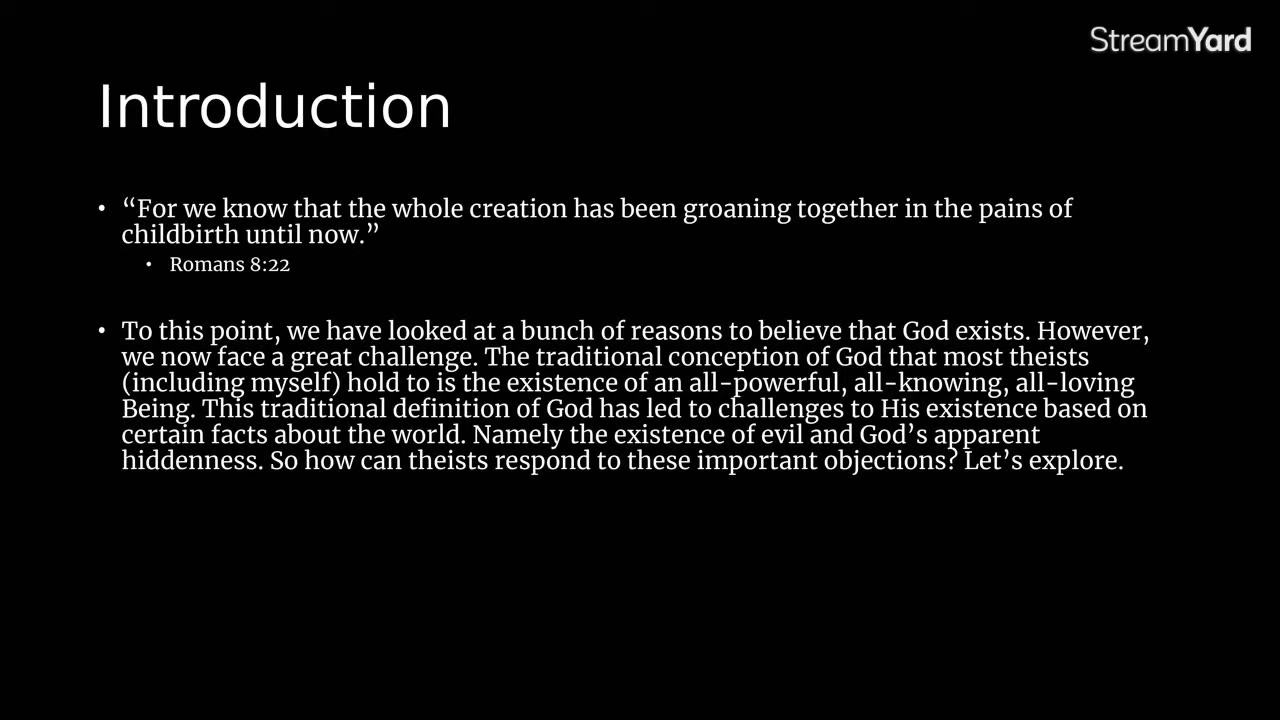 StreamYard
Introduction
• “For we know that the whole creation has been groaning together in the pains of
childbirth until now.”
• Romans 8:22
• To this point, we have looked at a bunch of reasons to believe that God exists. However,
we now face a great challenge. The traditional conception of God that most theists
(including myself) hold to is the existence of an all-powerful, all-knowing, all-loving
Being. This traditional definition of God has led to challenges to His existence based on
certain facts about the world. Namely the existence of evil and God’s apparent
hiddenness. So how can theists respond to these important objections? Let’s explore.